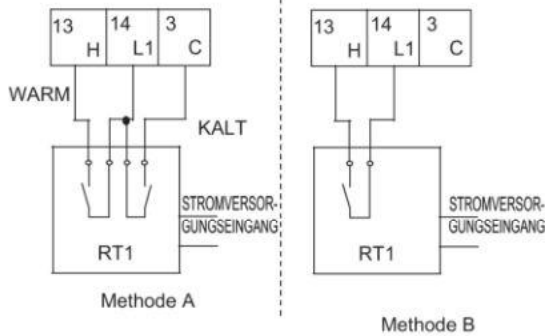 13 14 3
H L1 C
WARM
KALT
STROMVERSOR-
GUNGSEINGANG
RT1
Methode A
13 14 3
H L1 C
STROMVERSOR-
GUNGSEINGANG
RT1
Methode B